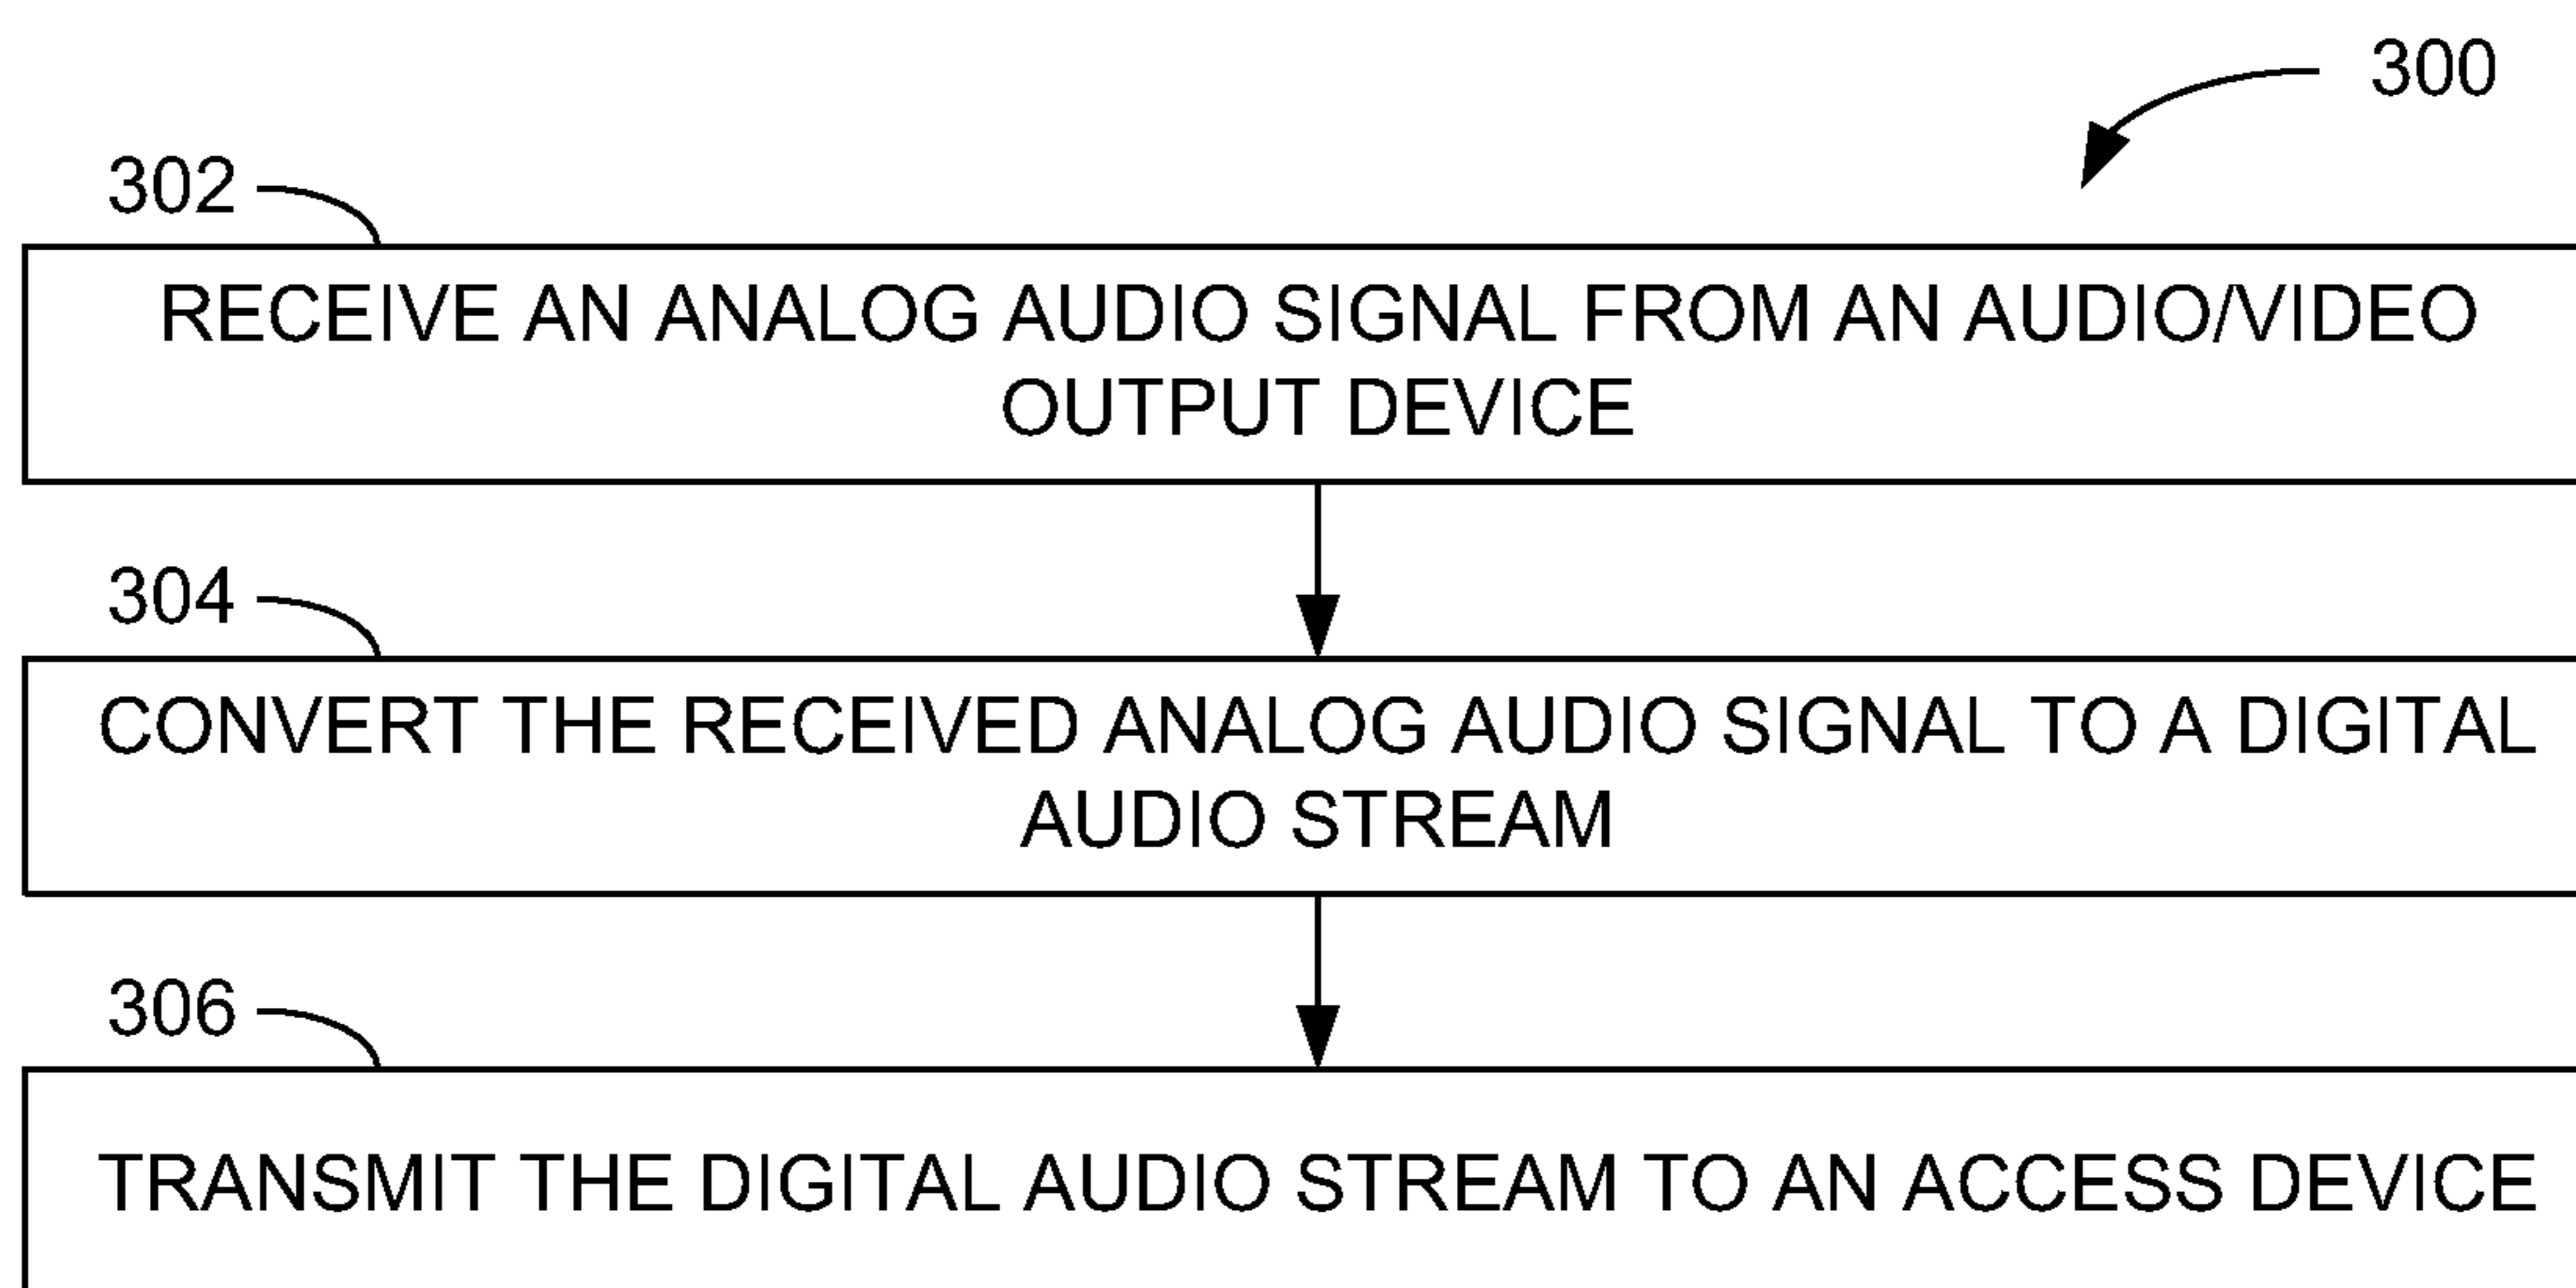 300
302
RECEIVE AN ANALOG AUDIO SIGNAL FROM AN AUDIO/VIDEO
OUTPUT DEVICE
304
CONVERT THE RECEIVED ANALOG AUDIO SIGNAL TO A DIGITAL
AUDIO STREAM
306
TRANSMIT THE DIGITAL AUDIO STREAM TO AN ACCESS DEVICE